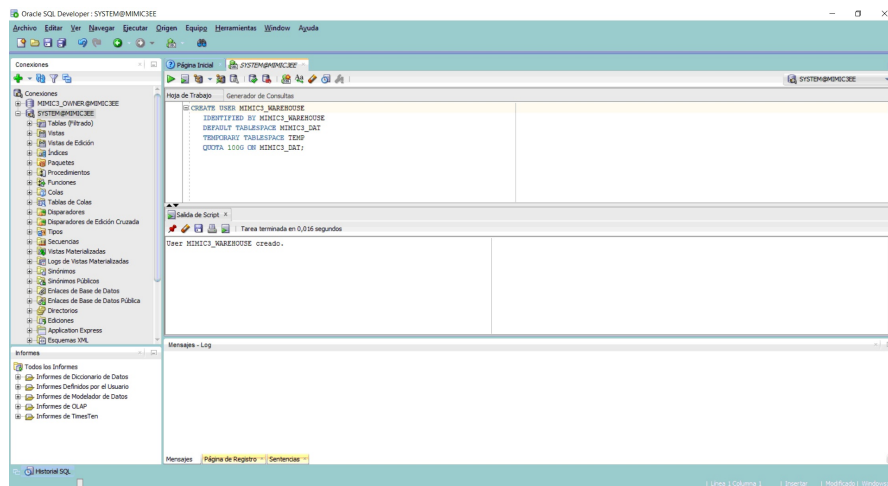 Oracle SQL Developer : SYSTEM@MIMIC3EE
Archivo Editar Ver Navegar Ejecutar Origen Equipo Herramientas Window Ayuda
Conexiones
Conexiones
MIMIC3_OWNER@MIMIC3EE
SYSTEM@MIMIC3EE
Tablas (Filtrado)
Vistas
Vistas de Edición
Índices
Paquetes
Procedimientos
Funciones
Colas
Tablas de Colas
Disparadores
Disparadores de Edición Cruzada
Tipos
Secuencias
Vistas Materializadas
Logs de Vistas Materializadas
Sinónimos
Sinónimos Públicos
Enlaces de Base de Datos
Enlaces de Base de Datos Pública
Directorios
Ediciones
Application Express
Esquemas XML
Informes
Todos los Informes
Informes de Diccionario de Datos
Informes Definidos por el Usuario
Informes de Modelador de Datos
Informes de OLAP
Informes de TimesTen
Página Inicial
SYSTEM@MIMIC3EE
SYSTEM@MIMIC3EE
Hoja de Trabajo Generador de Consultas
CREATE USER MIMIC3_WAREHOUSE
IDENTIFIED BY MIMIC3_WAREHOUSE
DEFAULT TABLESPACE MIMIC3_DAT
TEMPORARY TABLESPACE TEMP
QUOTA 100G ON MIMIC3_DAT;
Salida de Script
Tarea terminada en 0,016 segundos
User MIMIC3_WAREHOUSE creado.
Mensajes - Log
Mensajes Página de Registro Sentencias
Historial SQL
Línea 1 Columna 1 Insertar Modificado Windows